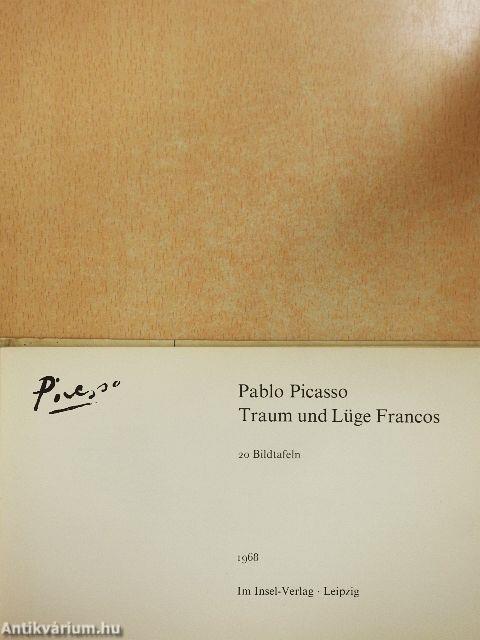 Picasso
Pablo Picasso
Traum und Lüge Francos
20 Bildtafeln
1968
Im Insel-Verlag · Leipzig
Antikvárium.hu